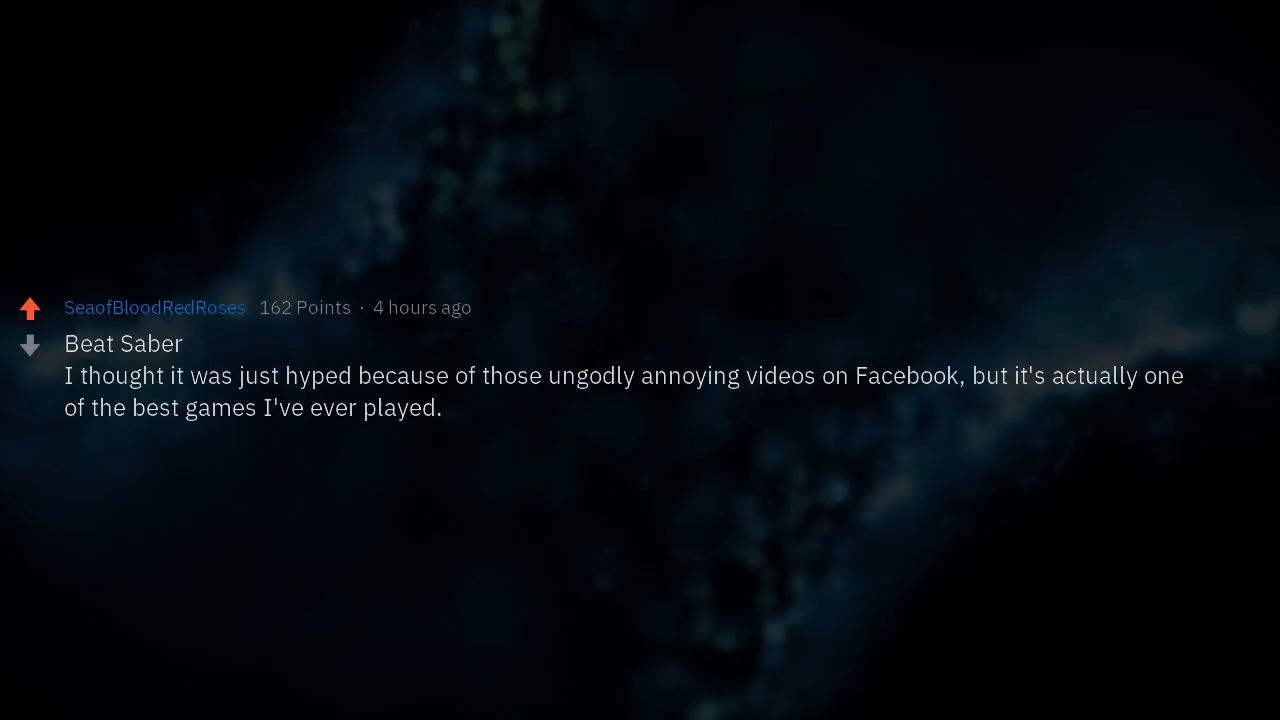 SeaofBloodRedRoses 162 Points · 4 hours ago
Beat Saber
I thought it was just hyped because of those ungodly annoying videos on Facebook, but it's actually one
of the best games I've ever played.